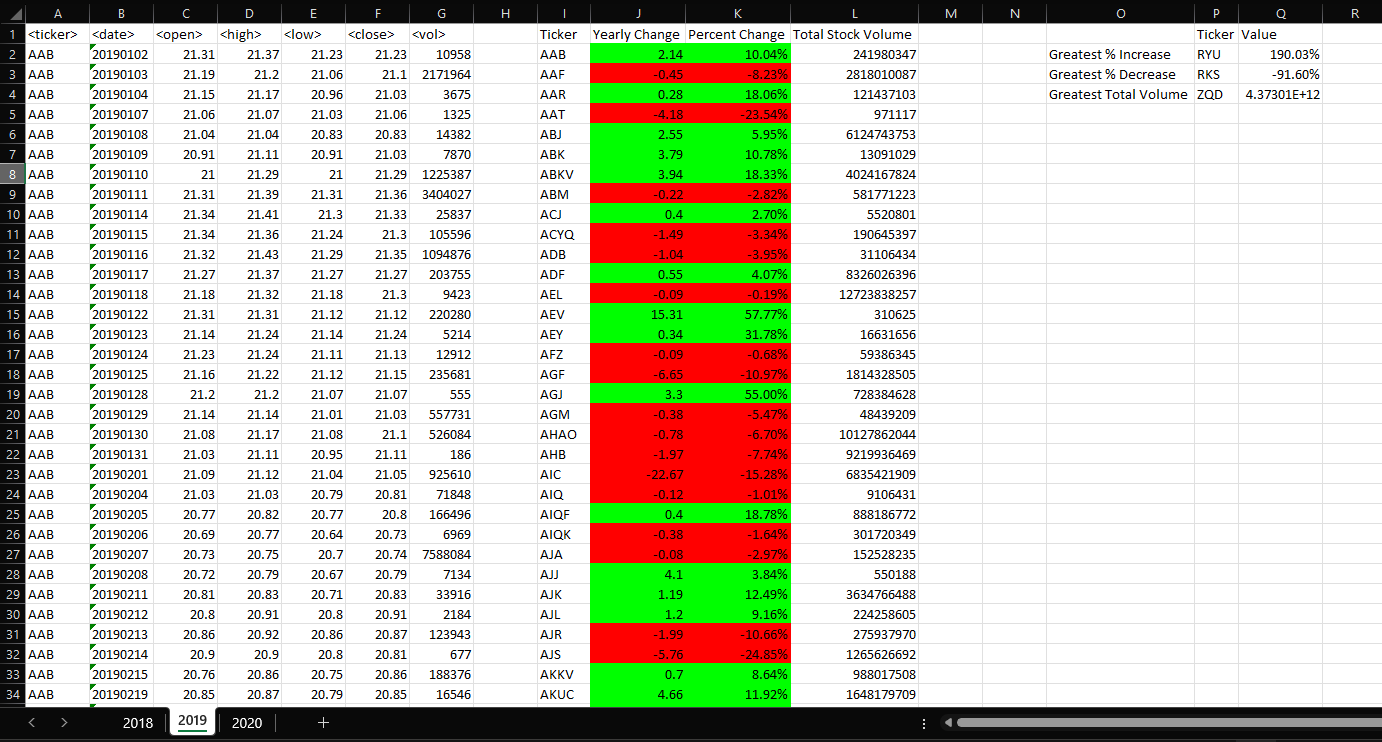 A B C D E F G H I J K L M N O P Q R
1 <ticker> <date> <open> <high> <low> <close> <vol> Ticker Yearly Change Percent Change Total Stock Volume Ticker Value
2 AAB 20190102 21.31 21.37 21.23 21.23 10958 AAB 2.14 10.04% 241980347 Greatest % Increase RYU 190.03%
3 AAB 20190103 21.19 21.2 21.06 21.1 2171964 AAF -0.45 -8.23% 2818010087 Greatest % Decrease RKS -91.60%
4 AAB 20190104 21.15 21.17 20.96 21.03 3675 AAR 0.28 18.06% 121437103 Greatest Total Volume ZQD 4.37301E+12
5 AAB 20190107 21.06 21.07 21.03 21.06 1325 AAT -4.18 -23.54% 971117
6 AAB 20190108 21.04 21.04 20.83 20.83 14382 ABJ 2.55 5.95% 6124743753
7 AAB 20190109 20.91 21.11 20.91 21.03 7870 ABK 3.79 10.78% 13091029
8 AAB 20190110 21 21.29 21 21.29 1225387 ABKV 3.94 18.33% 4024167824
9 AAB 20190111 21.31 21.39 21.31 21.36 3404027 ABM -0.22 -2.82% 581771223
10 AAB 20190114 21.34 21.41 21.3 21.33 25837 ACJ 0.4 2.70% 5520801
11 AAB 20190115 21.34 21.36 21.24 21.3 105596 ACYQ -1.49 -3.34% 190645397
12 AAB 20190116 21.32 21.43 21.29 21.35 1094876 ADB -1.04 -3.95% 31106434
13 AAB 20190117 21.27 21.37 21.27 21.27 203755 ADF 0.55 4.07% 8326026396
14 AAB 20190118 21.18 21.32 21.18 21.3 9423 AEL -0.09 -0.19% 12723838257
15 AAB 20190122 21.31 21.31 21.12 21.12 220280 AEV 15.31 57.77% 310625
16 AAB 20190123 21.14 21.24 21.14 21.24 5214 AEY 0.34 31.78% 16631656
17 AAB 20190124 21.23 21.24 21.11 21.13 12912 AFZ -0.09 -0.68% 59386345
18 AAB 20190125 21.16 21.22 21.12 21.15 235681 AGF -6.65 -10.97% 1814328505
19 AAB 20190128 21.2 21.2 21.07 21.07 555 AGJ 3.3 55.00% 728384628
20 AAB 20190129 21.14 21.14 21.01 21.03 557731 AGM -0.38 -5.47% 48439209
21 AAB 20190130 21.08 21.17 21.08 21.1 526084 AHAO -0.78 -6.70% 10127862044
22 AAB 20190131 21.03 21.11 20.95 21.11 186 AHB -1.97 -7.74% 9219936469
23 AAB 20190201 21.09 21.12 21.04 21.05 925610 AIC -22.67 -15.28% 6835421909
24 AAB 20190204 21.03 21.03 20.79 20.81 71848 AIQ -0.12 -1.01% 9106431
25 AAB 20190205 20.77 20.82 20.77 20.8 166496 AIQF 0.4 18.78% 888186772
26 AAB 20190206 20.69 20.77 20.64 20.73 6969 AIQK -0.38 -1.64% 301720349
27 AAB 20190207 20.73 20.75 20.7 20.74 7588084 AJA -0.08 -2.97% 152528235
28 AAB 20190208 20.72 20.79 20.67 20.79 7134 AJJ 4.1 3.84% 550188
29 AAB 20190211 20.81 20.83 20.71 20.83 33916 AJK 1.19 12.49% 3634766488
30 AAB 20190212 20.8 20.91 20.8 20.91 2184 AJL 1.2 9.16% 224258605
31 AAB 20190213 20.86 20.92 20.86 20.87 123943 AJR -1.99 -10.66% 275937970
32 AAB 20190214 20.9 20.9 20.8 20.81 677 AJS -5.76 -24.85% 1265626692
33 AAB 20190215 20.76 20.86 20.75 20.86 188376 AKKV 0.7 8.64% 988017508
34 AAB 20190219 20.85 20.87 20.79 20.85 16546 AKUC 4.66 11.92% 1648179709
2018 2019 2020